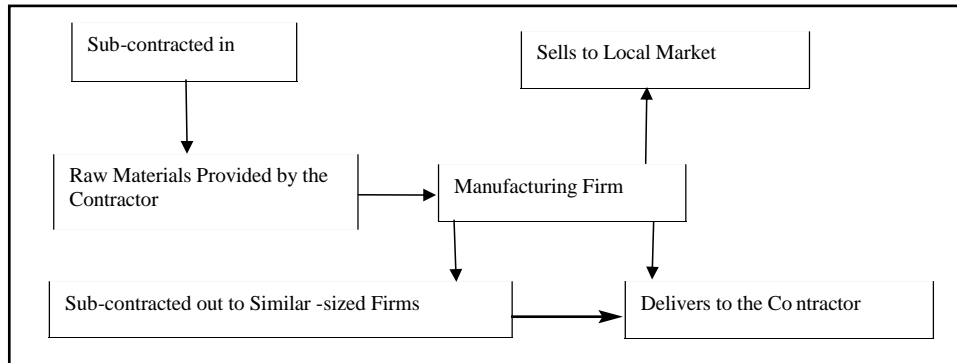 Sub-contracted in
Sells to Local Market
Raw Materials Provided by the
Contractor
Manufacturing Firm
Sub-contracted out to Similar -sized Firms
Delivers to the Co ntractor